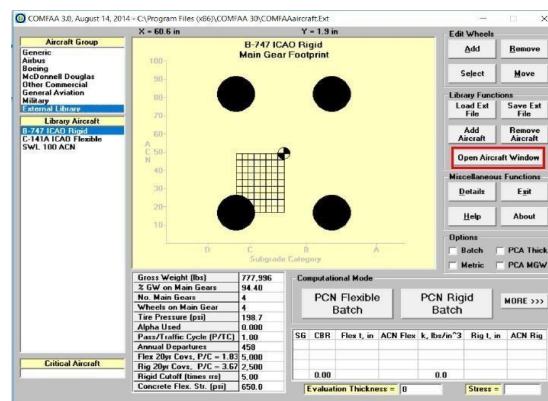 COMFAA 3.0, August 14, 2014 - C:\Program Files (x86)\COMFAA 30\COMFAAaircraft.Ext
Aircraft Group
Generic
Airbus
Boeing
McDonnell Douglas
Other Commercial
General Aviation
Military
External Library
Library Aircraft
B-747 ICAO Rigid
C-141A ICAO Flexible
SWL 100 ACN
Critical Aircraft
X = 60.6 in Y = 1.9 in
B-747 ICAO Rigid
Main Gear Footprint
100
90
80
70
60
50
40
30
20
10
ACN
D C B A
Subgrade Category
Gross Weight (lbs) 777,996
% GW on Main Gears 94.40
No. Main Gears 4
Wheels on Main Gear 4
Tire Pressure (psi) 198.7
Alpha Used 0.000
Pass/Traffic Cycle (P/TC) 1.00
Annual Departures 450
Flex 20yr Covs, P/C = 1.83 5,000
Rig 20yr Covs, P/C = 3.67 2,500
Rigid Cutoff (times rrs) 5.00
Concrete Flex. Str. (psi) 650.0
Computational Mode
PCN Flexible Batch
PCN Rigid Batch
MORE >>>
SG CBR Flex t, in ACN Flex k, lbs/in^3 Rig t, in ACN Rig
0.00 0.0
Evaluation Thickness = 0 Stress =
Edit Wheels
Add Remove
Select Move
Library Functions
Load Ext File Save Ext File
Add Aircraft Remove Aircraft
Open Aircraft Window
Miscellaneous Functions
Details Exit
Help About
Options
Batch PCA Thick
Metric PCA MGW